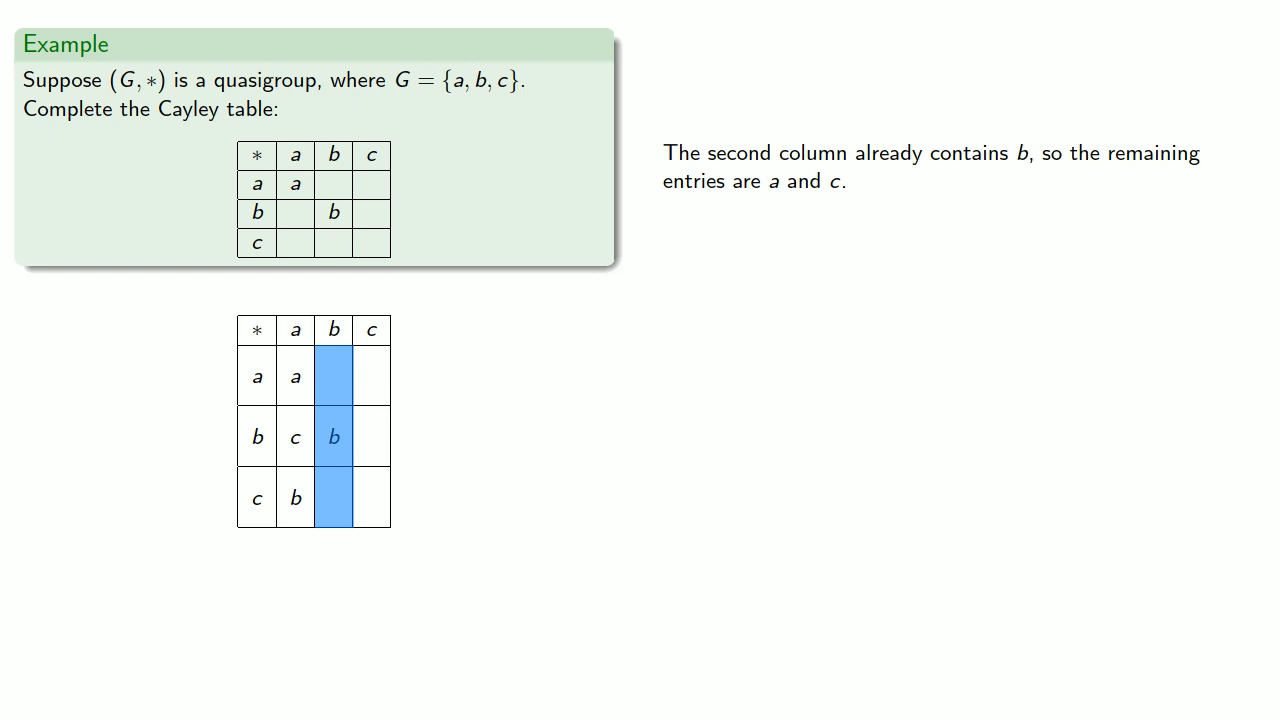 Example
Suppose (G, ∗) is a quasigroup, where G = {a, b, c}.
Complete the Cayley table:
∗ a b c
a a
b b
c
The second column already contains b, so the remaining
entries are a and c.
∗ a b c
a a
b c b
c b